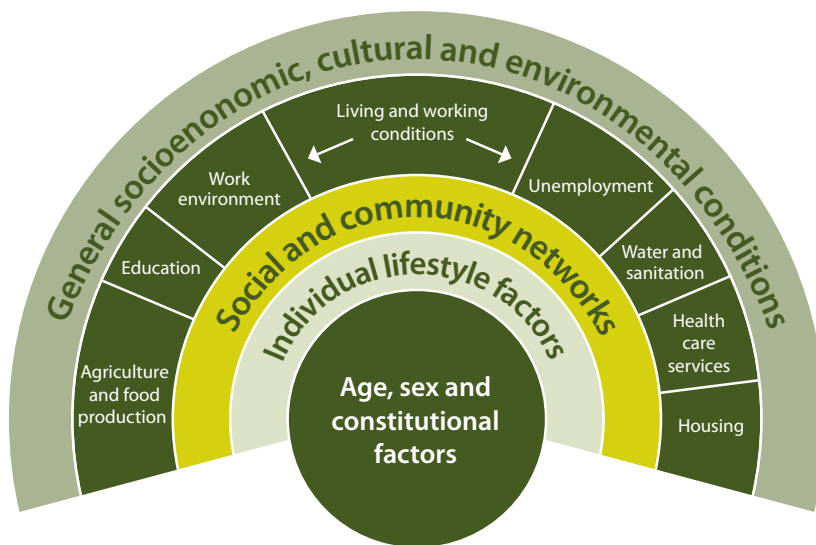 General socioenonomic, cultural and environmental conditions
Living and working
conditions
Work
environment
Unemployment
Education
Water and
sanitation
Agriculture
and food
production
Health
care
services
Housing
Social and community networks
Individual lifestyle factors
Age, sex and
constitutional
factors